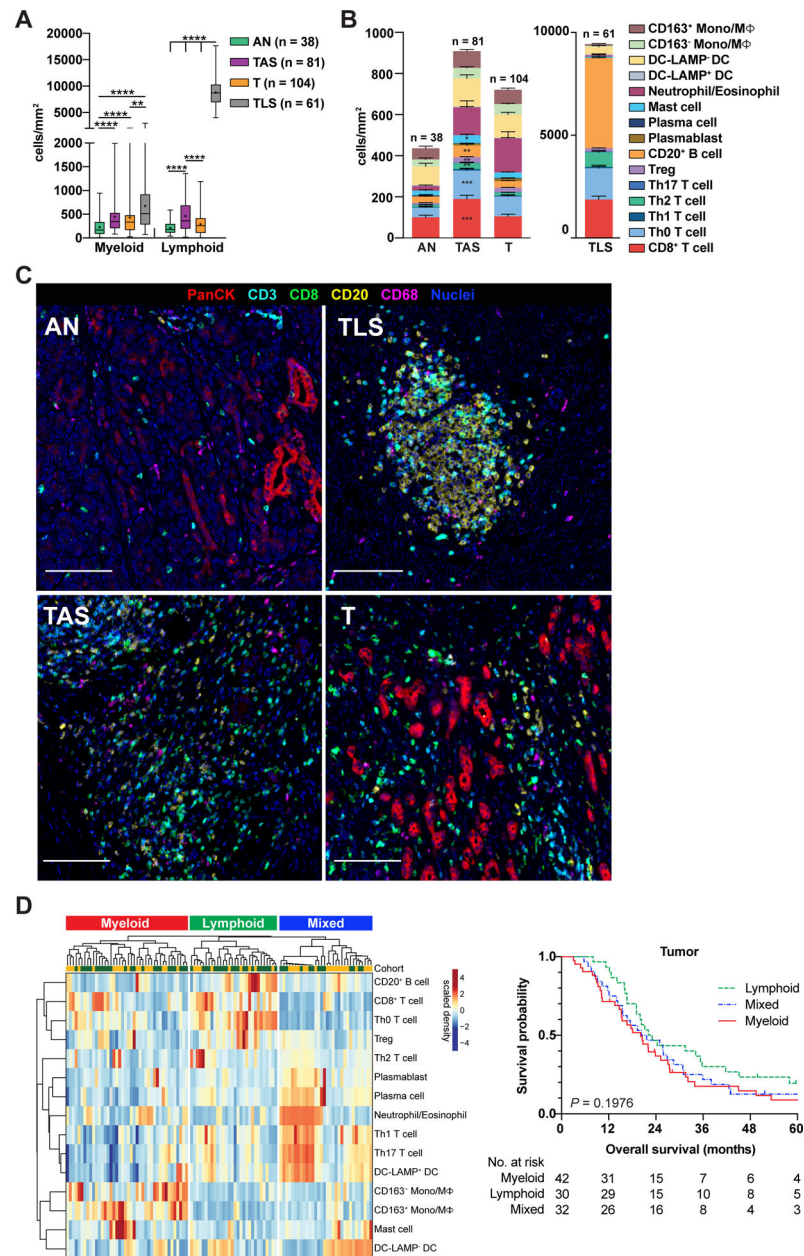 A
AN (n = 38)
TAS (n = 81)
T (n = 104)
TLS (n = 61)
cells/mm²
20000
15000
10000
5000
2000
1500
1000
500
0
****
****
****
**
****
****
****
Myeloid
Lymphoid
B
cells/mm²
1000
800
600
400
200
0
n = 38
n = 81
n = 104
*
**
**
**
***
***
AN
TAS
T
10000
5000
0
n = 61
TLS
CD163⁺ Mono/MΦ
CD163⁻ Mono/MΦ
DC-LAMP⁻ DC
DC-LAMP⁺ DC
Neutrophil/Eosinophil
Mast cell
Plasma cell
Plasmablast
CD20⁺ B cell
Treg
Th17 T cell
Th2 T cell
Th1 T cell
Th0 T cell
CD8⁺ T cell
C
PanCK CD3 CD8 CD20 CD68 Nuclei
AN
TLS
TAS
T
D
Myeloid
Lymphoid
Mixed
Cohort
CD20⁺ B cell
CD8⁺ T cell
Th0 T cell
Treg
Th2 T cell
Plasmablast
Plasma cell
Neutrophil/Eosinophil
Th1 T cell
Th17 T cell
DC-LAMP⁺ DC
CD163⁻ Mono/MΦ
CD163⁺ Mono/MΦ
Mast cell
DC-LAMP⁻ DC
scaled density
4
2
0
−2
−4
Tumor
Survival probability
1.0
0.5
0.0
Lymphoid
Mixed
Myeloid
P = 0.1976
0 12 24 36 48 60
Overall survival (months)
No. at risk
Myeloid 42 31 15 7 6 4
Lymphoid 30 29 15 10 8 5
Mixed 32 26 16 8 4 3